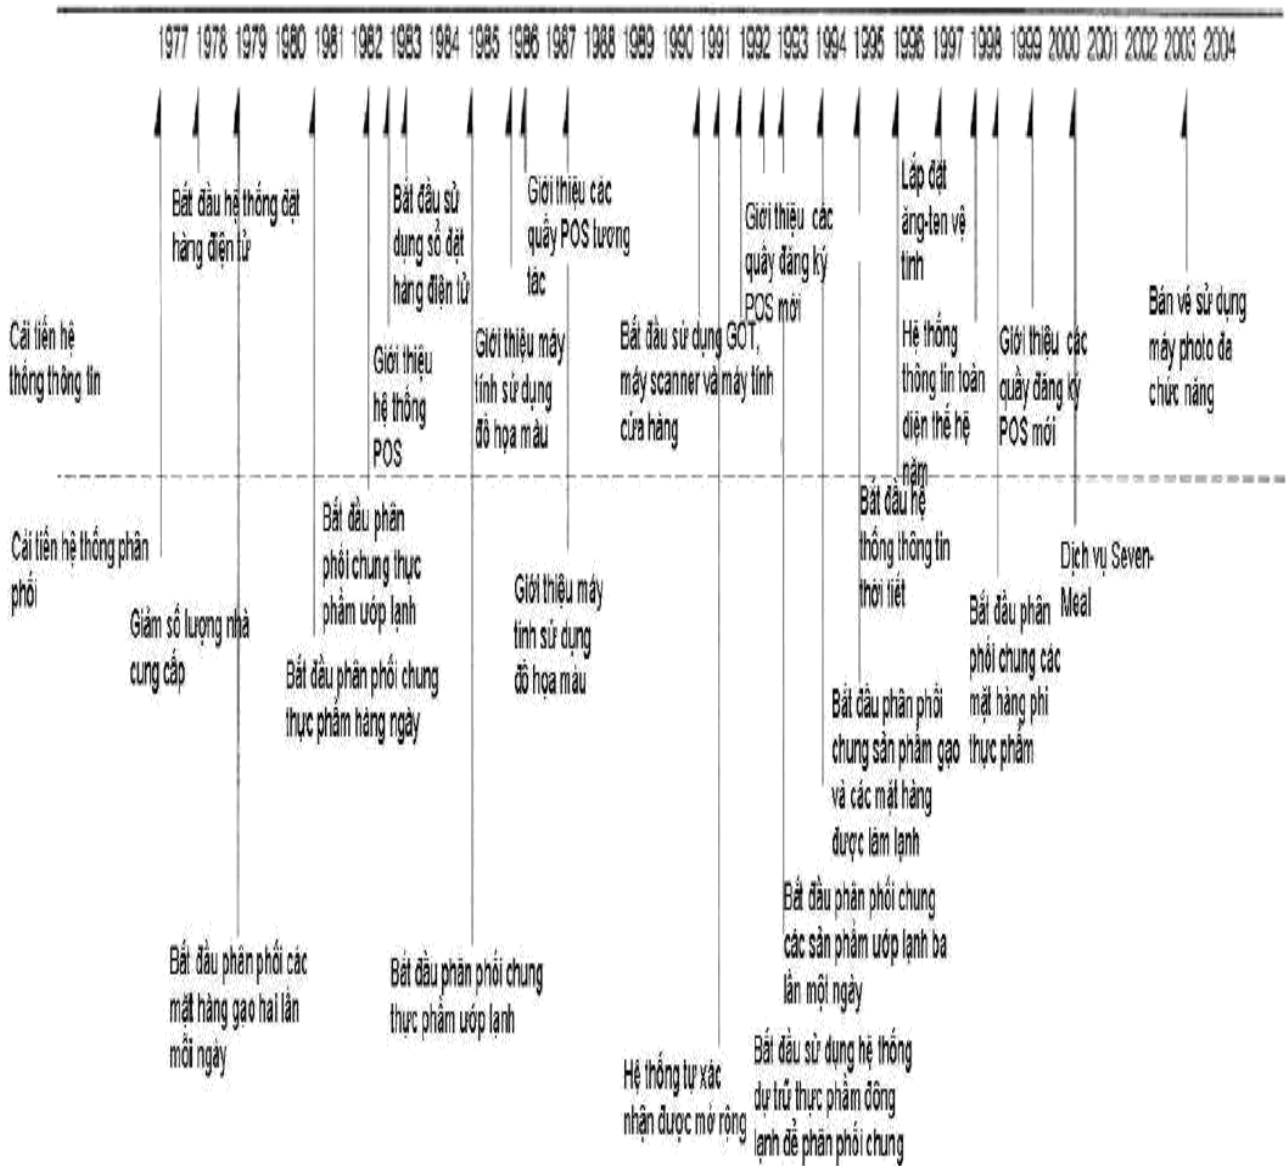 1977 1978 1979 1980 1981 1982 1983 1984 1985 1986 1987 1988 1989 1990 1991 1992 1993 1994 1995 1996 1997 1998 1999 2000 2001 2002 2003 2004
Bắt đầu hệ thống đặt
hàng điện tử
Bắt đầu sử
dụng sổ đặt
hàng điện tử
Giới thiệu các
quầy POS tương
tác
Giới thiệu các
quầy đăng ký
POS mới
Lắp đặt
ăng-ten vệ
tinh
Bán vé sử dụng
máy photo đa
chức năng
Cải tiến hệ
thống thông tin
Giới thiệu
hệ thống
POS
Giới thiệu máy
tính sử dụng
đồ họa màu
Bắt đầu sử dụng GOT,
máy scanner và máy tính
cửa hàng
Hệ thống
thông tin toàn
diện thế hệ
năm
Giới thiệu các
quầy đăng ký
POS mới
Cải tiến hệ thống phân
phối
Giảm số lượng nhà
cung cấp
Bắt đầu phân
phối chung thực
phẩm ướp lạnh
Bắt đầu phân phối chung
thực phẩm hàng ngày
Giới thiệu máy
tính sử dụng
đồ họa màu
Bắt đầu hệ
thống thông tin
thời tiết
Dịch vụ Seven-
Meal
Bắt đầu phân
phối chung các
mặt hàng phi
thực phẩm
Bắt đầu phân phối
chung sản phẩm gạo
và các mặt hàng
được làm lạnh
Bắt đầu phân phối chung
các sản phẩm ướp lạnh ba
lần một ngày
Bắt đầu phân phối các
mặt hàng gạo hai lần
mỗi ngày
Bắt đầu phân phối chung
thực phẩm ướp lạnh
Hệ thống tự xác
nhận được mở rộng
Bắt đầu sử dụng hệ thống
dự trữ thực phẩm đông
lạnh để phân phối chung